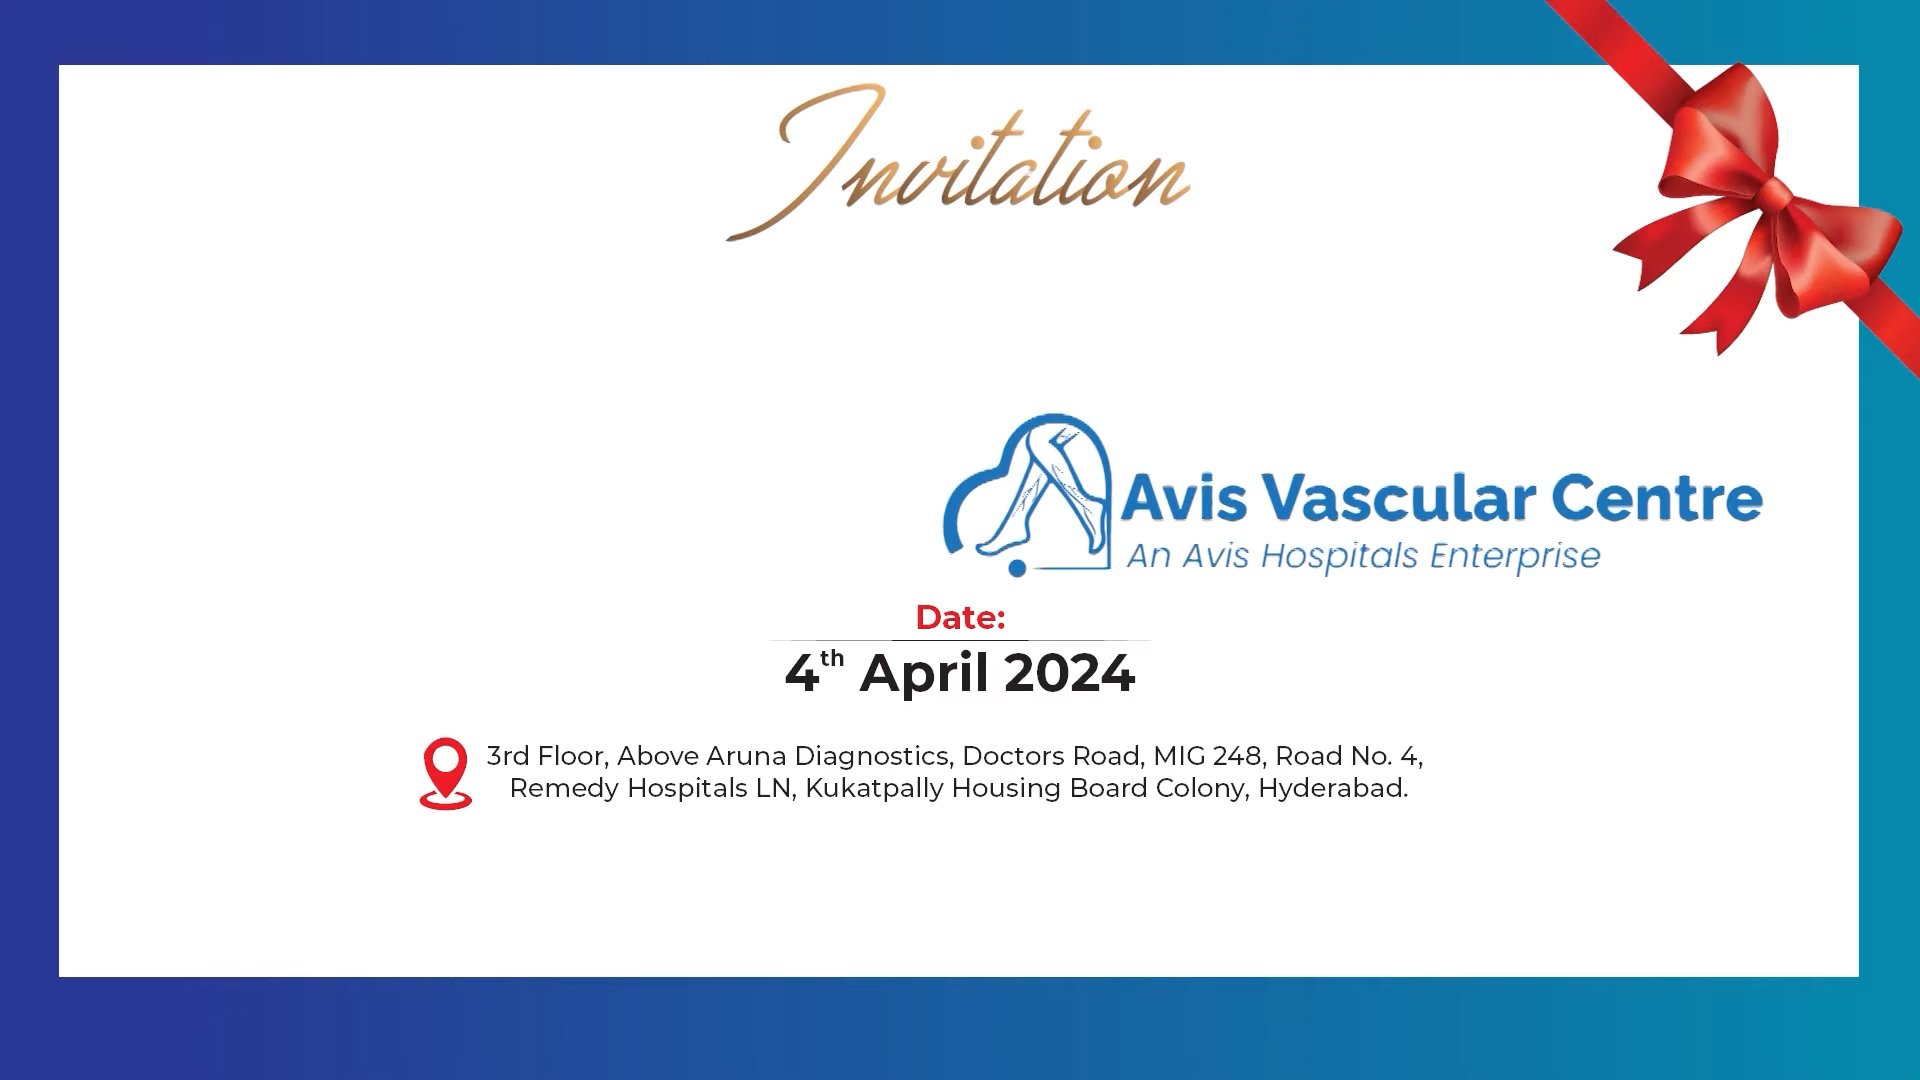 Invitation
Avis Vascular Centre
An Avis Hospitals Enterprise
Date:
4th April 2024
3rd Floor, Above Aruna Diagnostics, Doctors Road, MIG 248, Road No. 4,
Remedy Hospitals LN, Kukatpally Housing Board Colony, Hyderabad.